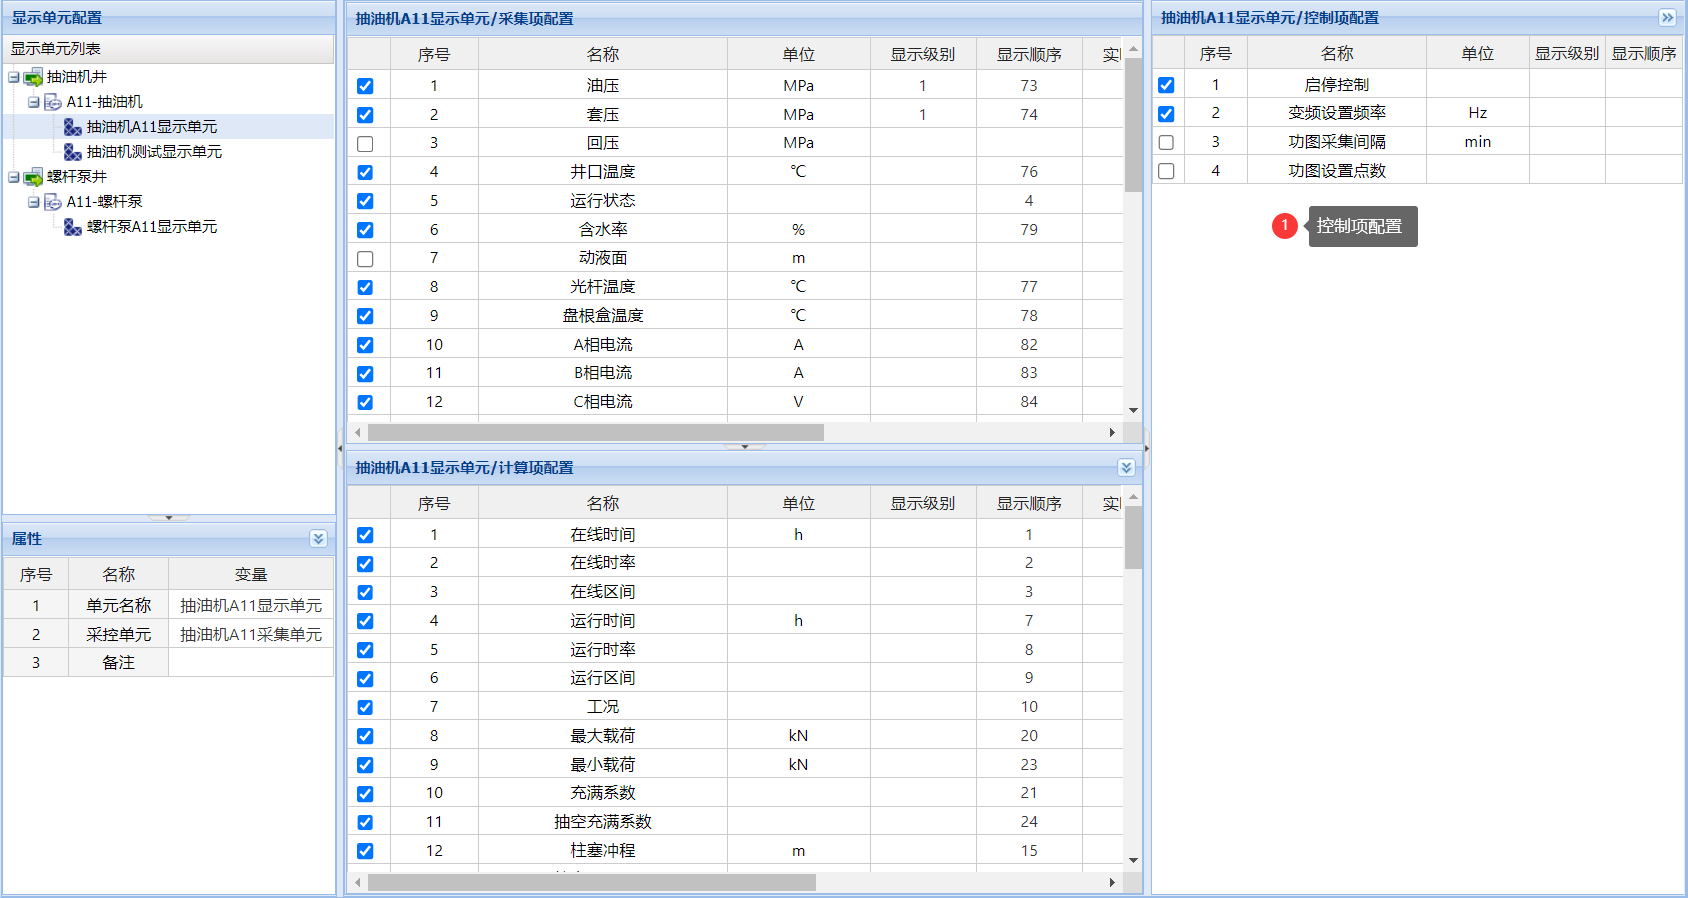 显示单元配置
显示单元列表
抽油机井
A11-抽油机
抽油机A11显示单元
抽油机测试显示单元
螺杆泵井
A11-螺杆泵
螺杆泵A11显示单元
属性
序号 名称 变量
1 单元名称 抽油机A11显示单元
2 采控单元 抽油机A11采集单元
3 备注
抽油机A11显示单元/采集项配置
序号 名称 单位 显示级别 显示顺序
1 油压 MPa 1 73
2 套压 MPa 1 74
3 回压 MPa
4 井口温度 ℃ 76
5 运行状态 4
6 含水率 % 79
7 动液面 m
8 光杆温度 ℃ 77
9 盘根盒温度 ℃ 78
10 A相电流 A 82
11 B相电流 A 83
12 C相电流 V 84
抽油机A11显示单元/计算项配置
序号 名称 单位 显示级别 显示顺序
1 在线时间 h 1
2 在线时率 2
3 在线区间 3
4 运行时间 h 7
5 运行时率 8
6 运行区间 9
7 工况 10
8 最大载荷 kN 20
9 最小载荷 kN 23
10 充满系数 21
11 抽空充满系数 24
12 柱塞冲程 m 15
抽油机A11显示单元/控制项配置
序号 名称 单位 显示级别 显示顺序
1 启停控制
2 变频设置频率 Hz
3 功图采集间隔 min
4 功图设置点数
1 控制项配置